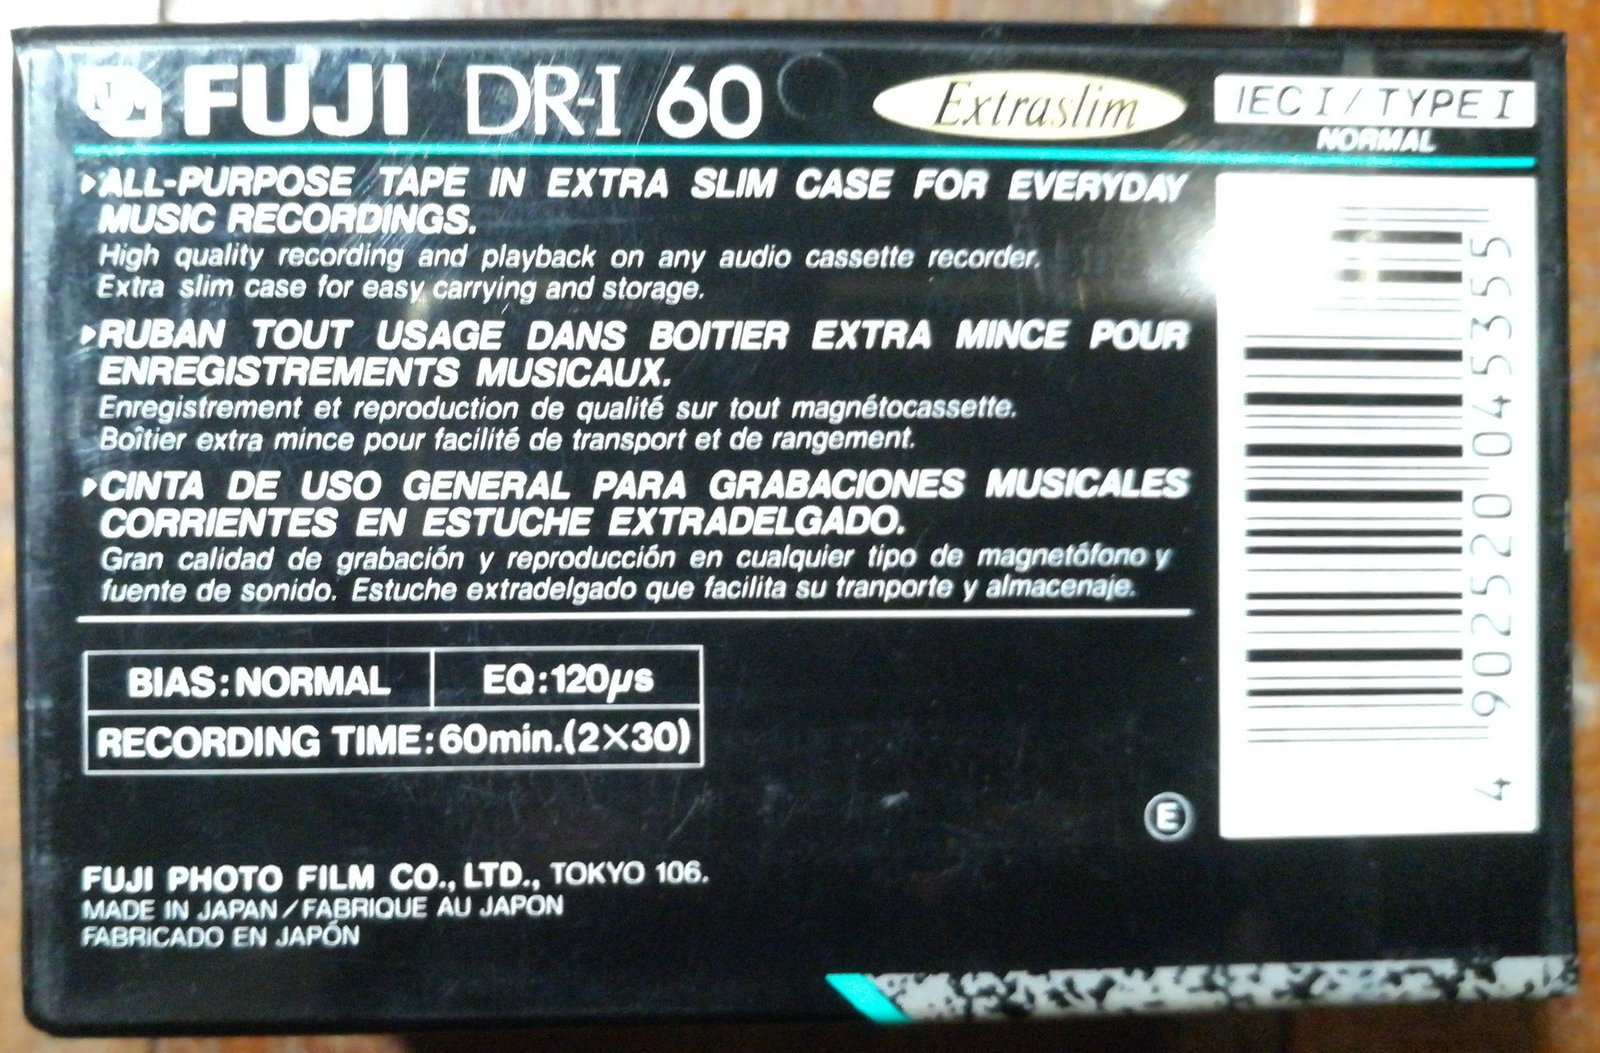 FUJI DR-I 60 Extraslim IEC I / TYPE I
NORMAL
ALL-PURPOSE TAPE IN EXTRA SLIM CASE FOR EVERYDAY
MUSIC RECORDINGS.
High quality recording and playback on any audio cassette recorder.
Extra slim case for easy carrying and storage.
RUBAN TOUT USAGE DANS BOITIER EXTRA MINCE POUR
ENREGISTREMENTS MUSICAUX.
Enregistrement et reproduction de qualité sur tout magnétocassette.
Boîtier extra mince pour facilité de transport et de rangement.
CINTA DE USO GENERAL PARA GRABACIONES MUSICALES
CORRIENTES EN ESTUCHE EXTRADELGADO.
Gran calidad de grabación y reproducción en cualquier tipo de magnetófono y
fuente de sonido. Estuche extradelgado que facilita su tranporte y almacenaje.
BIAS:NORMAL EQ:120μs
RECORDING TIME:60min.(2×30)
E
FUJI PHOTO FILM CO., LTD., TOKYO 106.
MADE IN JAPAN/FABRIQUE AU JAPON
FABRICADO EN JAPÓN
4 902520 045355